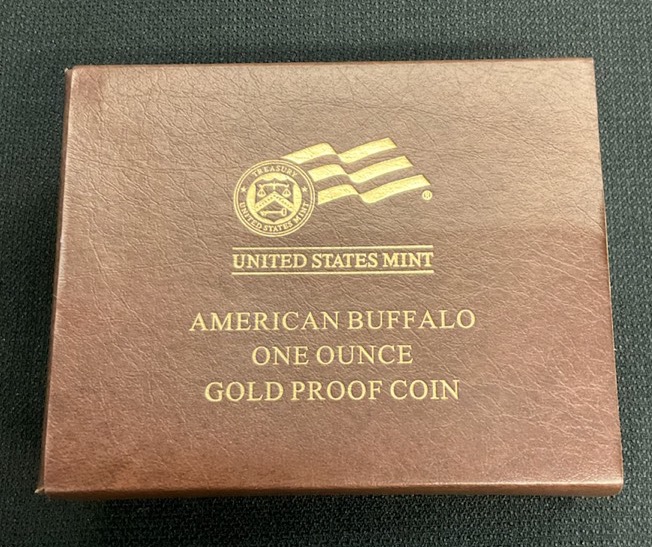 TREASURY
UNITED STATES MINT
®
UNITED STATES MINT
AMERICAN BUFFALO
ONE OUNCE
GOLD PROOF COIN